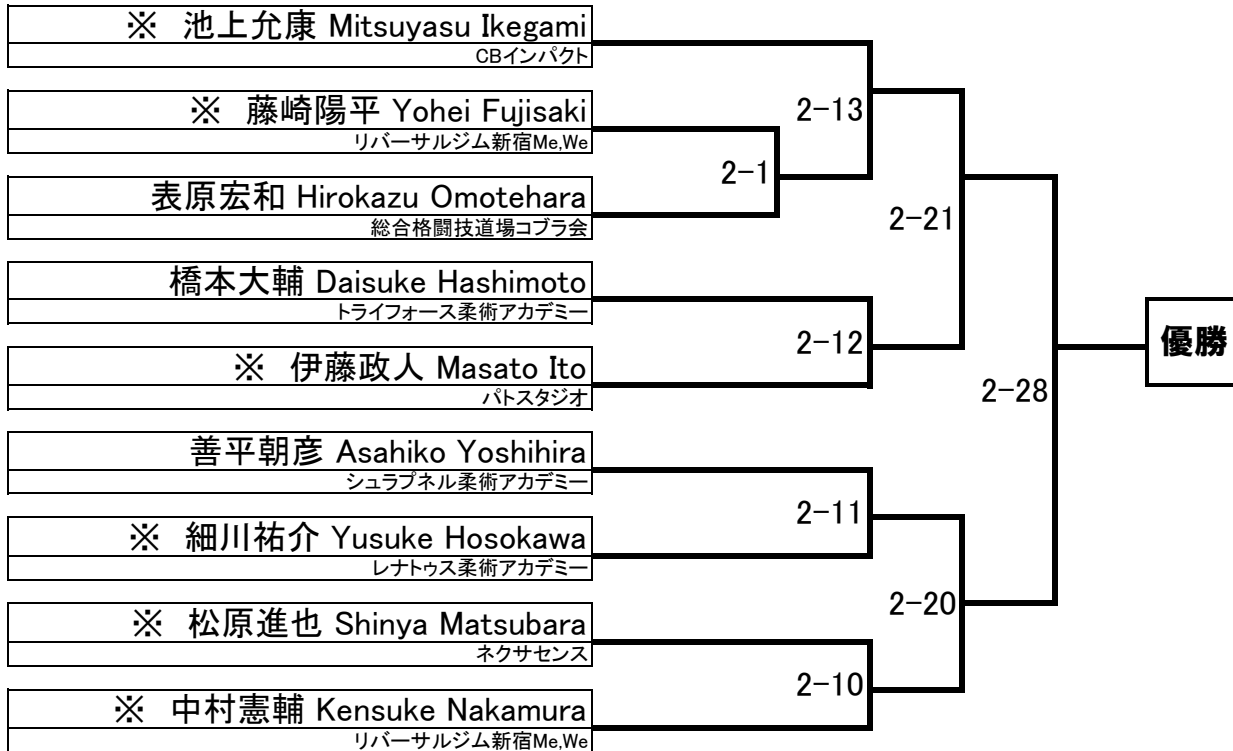 ※ 池上允康 Mitsuyasu Ikegami
CBインパクト
※ 藤崎陽平 Yohei Fujisaki
リバーサルジム新宿Me,We
表原宏和 Hirokazu Omotehara
総合格闘技道場コブラ会
橋本大輔 Daisuke Hashimoto
トライフォース柔術アカデミー
※ 伊藤政人 Masato Ito
パトスタジオ
善平朝彦 Asahiko Yoshihira
シュラプネル柔術アカデミー
※ 細川祐介 Yusuke Hosokawa
レナトゥス柔術アカデミー
※ 松原進也 Shinya Matsubara
ネクサセンス
※ 中村憲輔 Kensuke Nakamura
リバーサルジム新宿Me,We
2-1
2-13
2-12
2-11
2-10
2-21
2-20
2-28
優勝